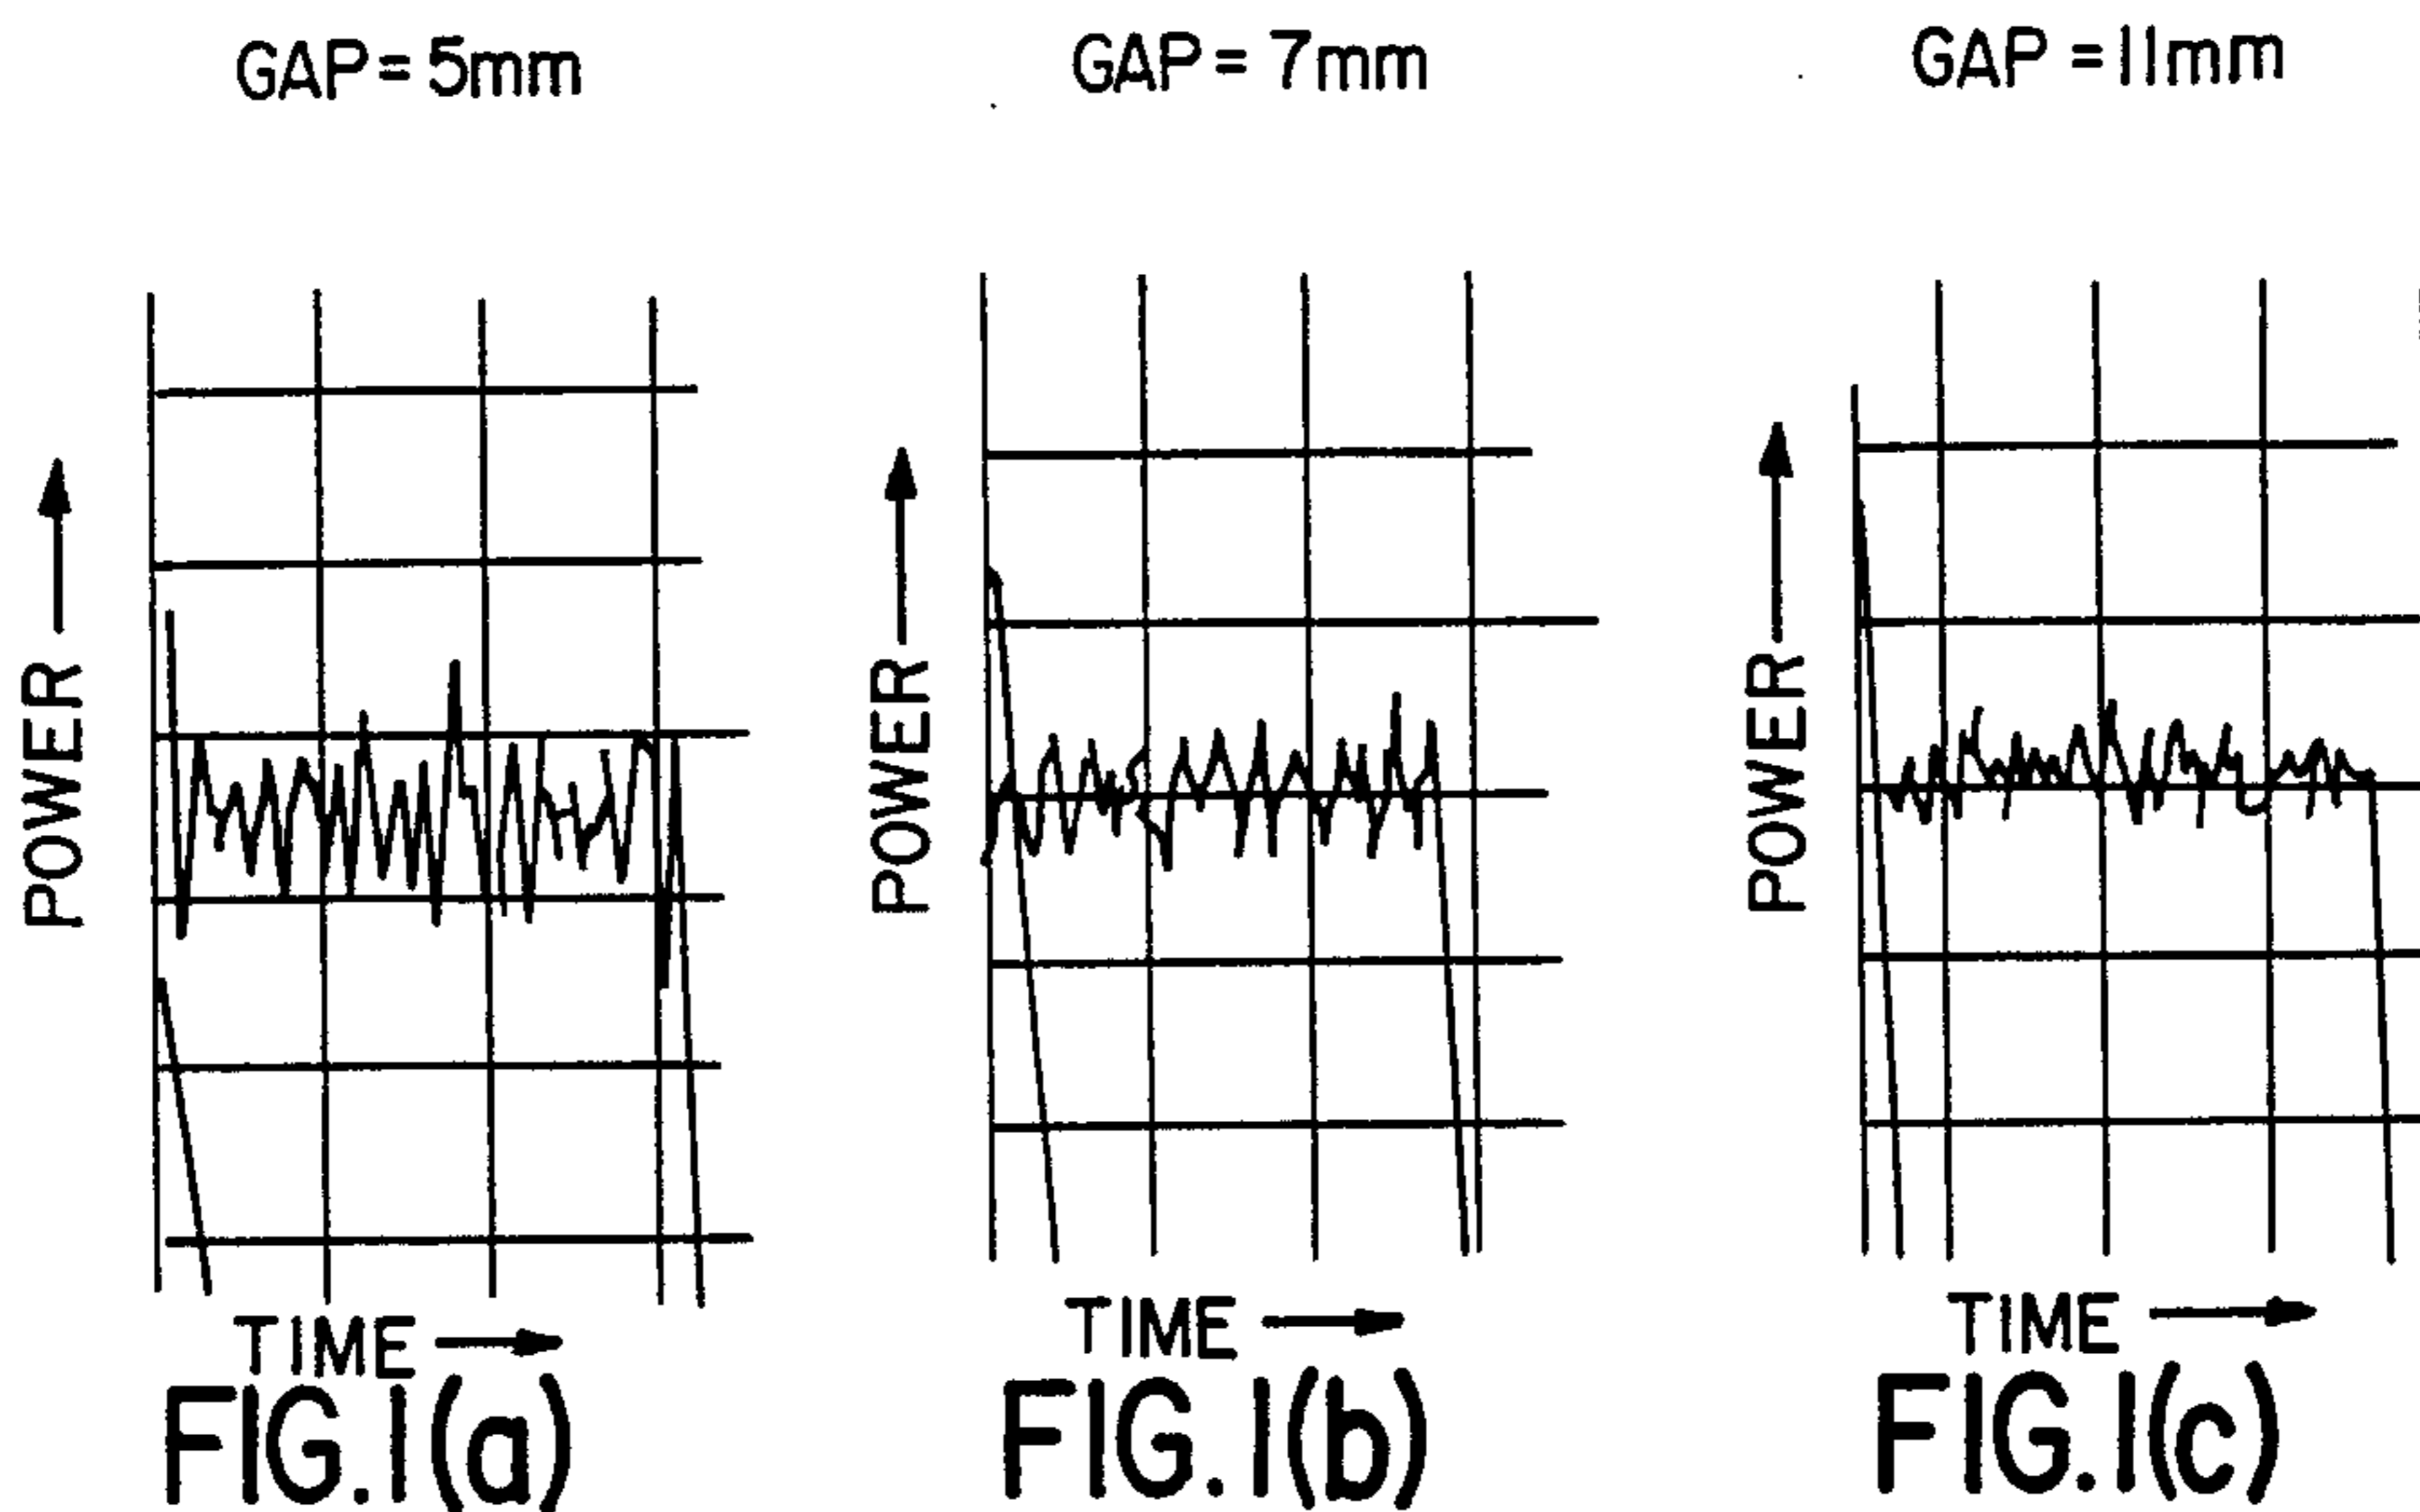 GAP = 5mm
GAP = 7mm
GAP = 11mm
POWER
POWER
POWER
TIME
TIME
TIME
FIG.1(a)
FIG.1(b)
FIG.1(c)